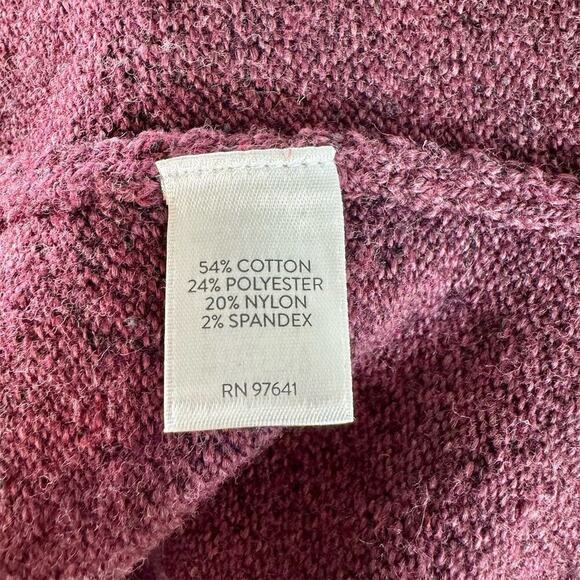 54% COTTON
24% POLYESTER
20% NYLON
2% SPANDEX
RN 97641